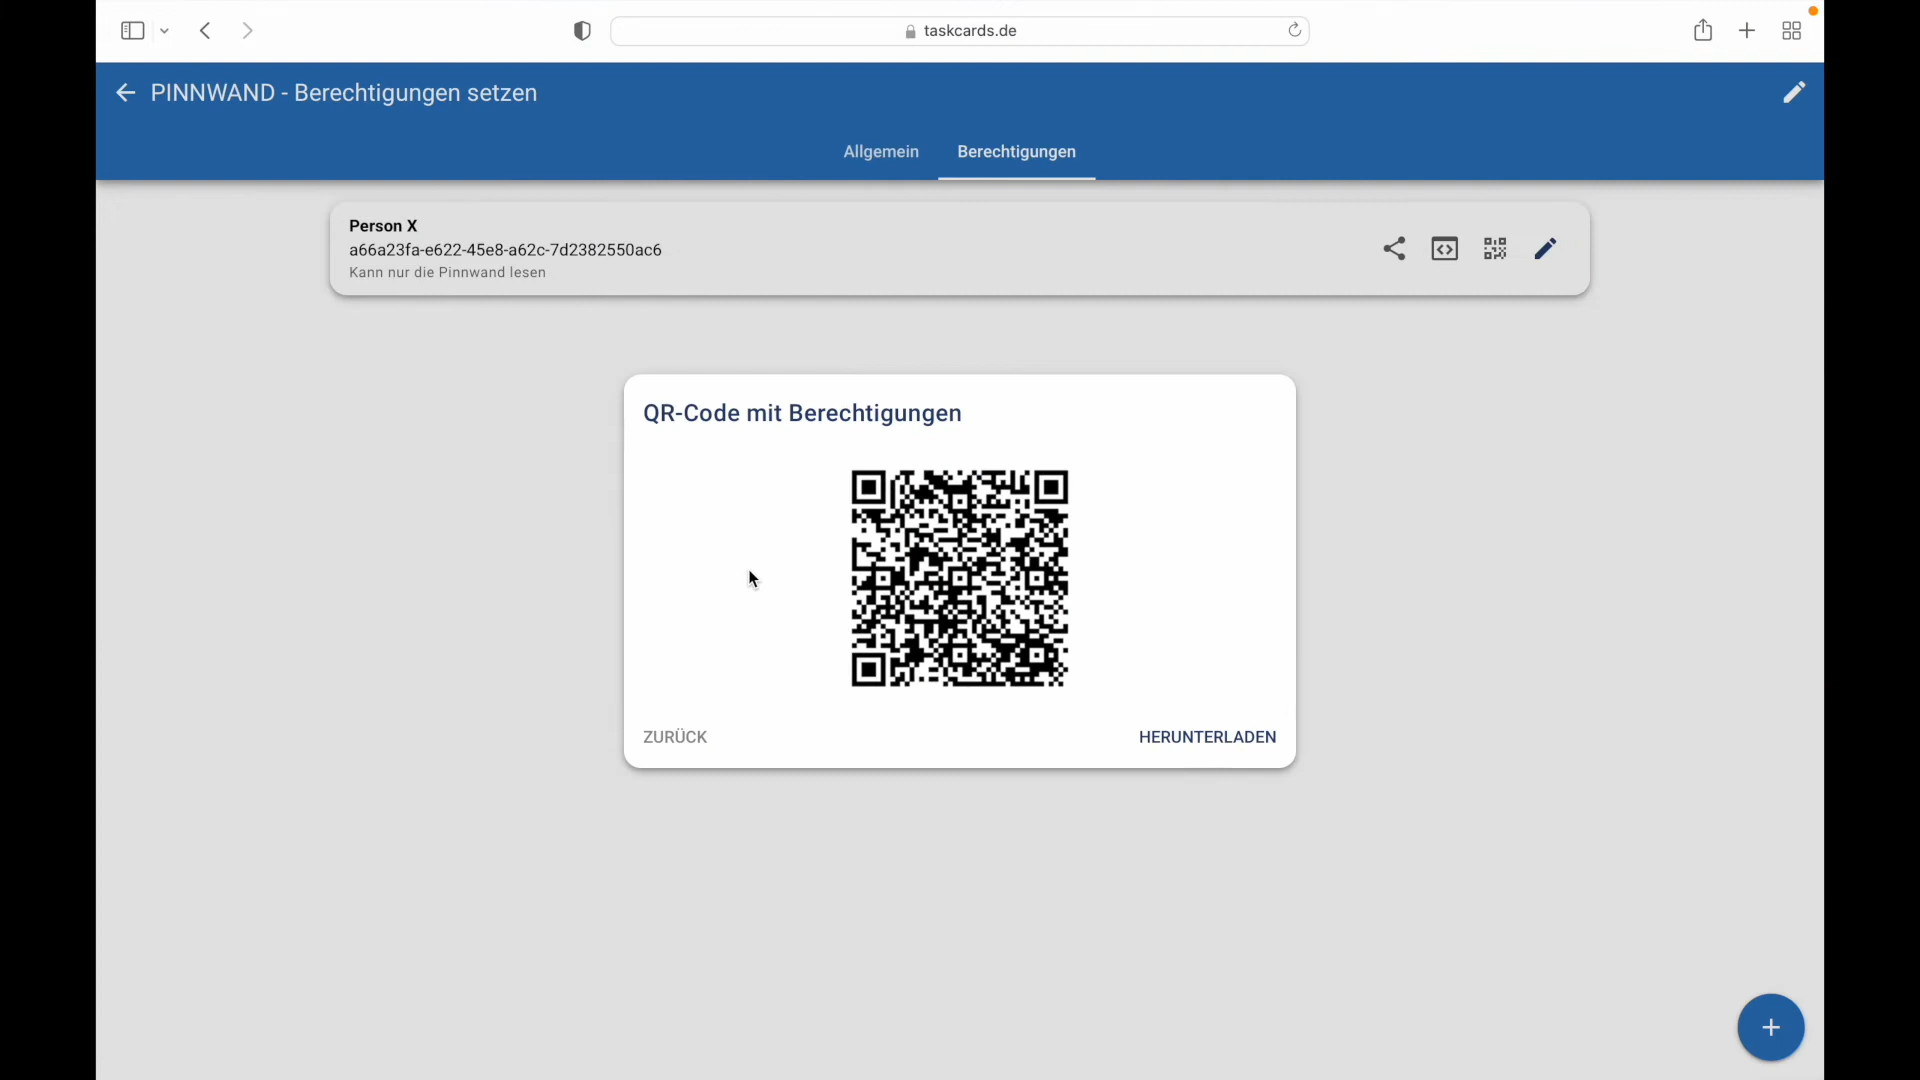 taskcards.de
PINNWAND - Berechtigungen setzen
Allgemein
Berechtigungen
Person X
a66a23fa-e622-45e8-a62c-7d2382550ac6
Kann nur die Pinnwand lesen
QR-Code mit Berechtigungen
ZURÜCK
HERUNTERLADEN